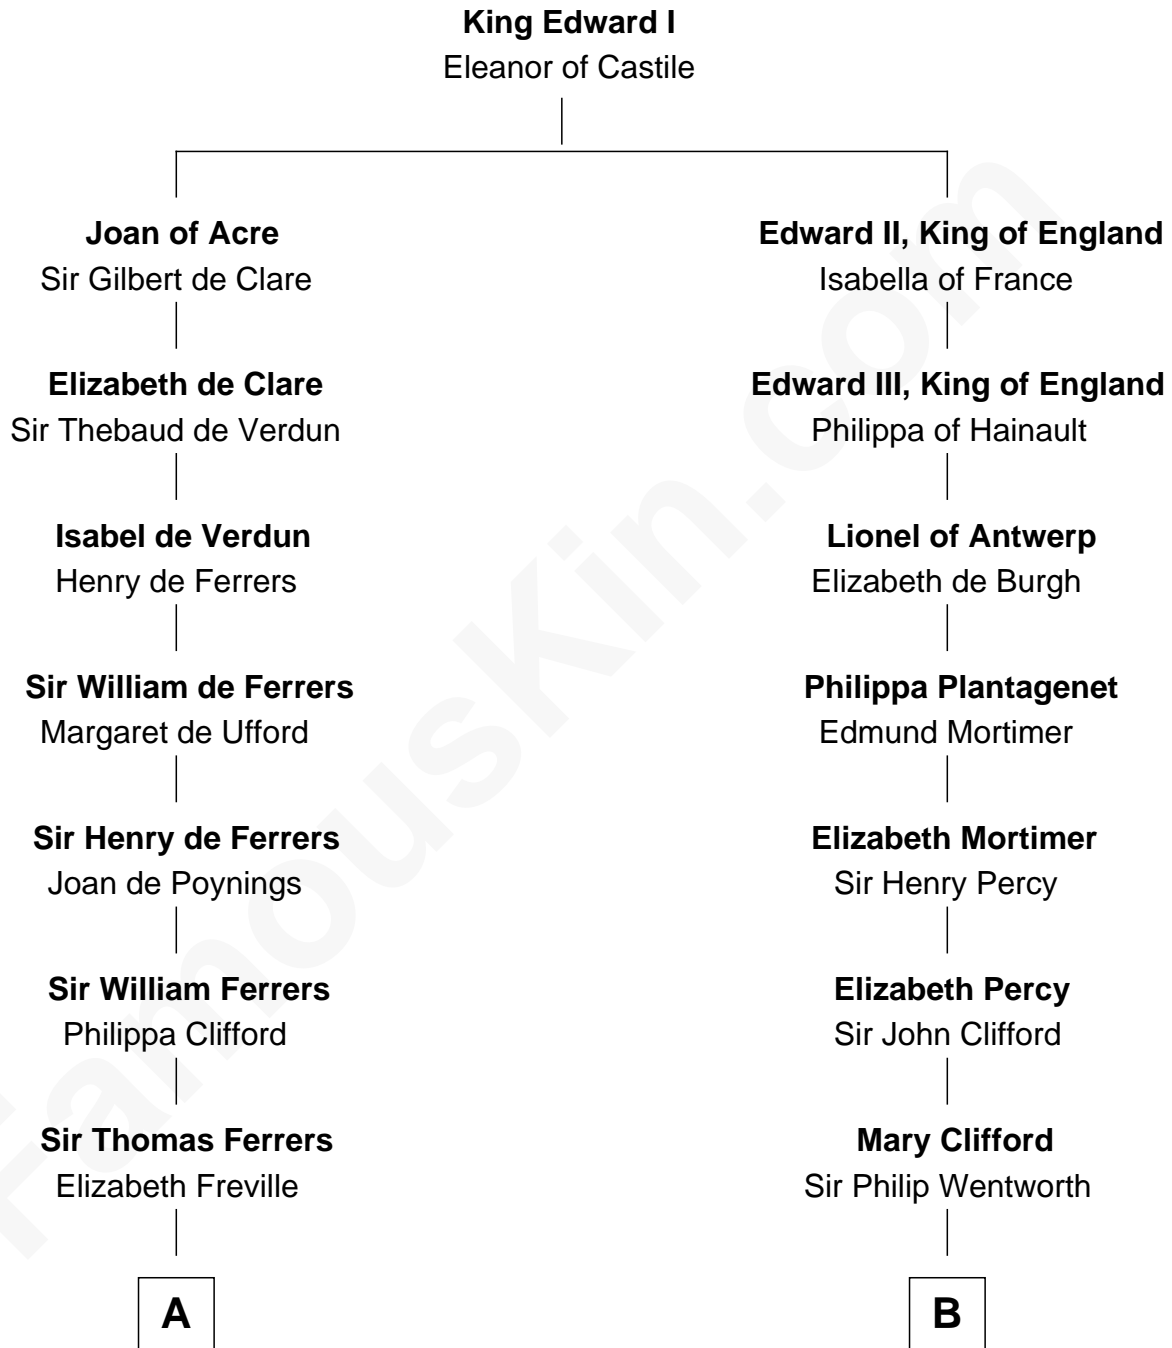 King Edward I
Eleanor of Castile
Joan of Acre
Sir Gilbert de Clare
Elizabeth de Clare
Sir Thebaud de Verdun
Isabel de Verdun
Henry de Ferrers
Sir William de Ferrers
Margaret de Ufford
Sir Henry de Ferrers
Joan de Poynings
Sir William Ferrers
Philippa Clifford
Sir Thomas Ferrers
Elizabeth Freville
A
Edward II, King of England
Isabella of France
Edward III, King of England
Philippa of Hainault
Lionel of Antwerp
Elizabeth de Burgh
Philippa Plantagenet
Edmund Mortimer
Elizabeth Mortimer
Sir Henry Percy
Elizabeth Percy
Sir John Clifford
Mary Clifford
Sir Philip Wentworth
B
FamousKin.com